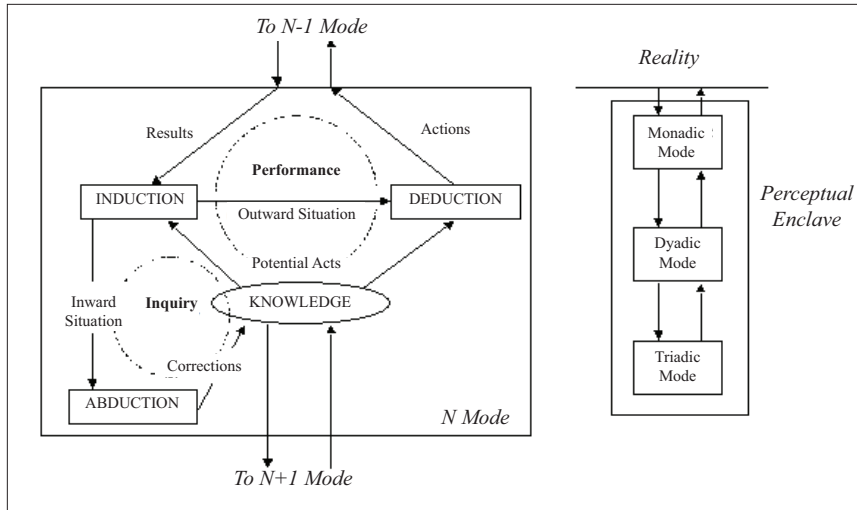 To N-1 Mode
Results
Actions
Performance
INDUCTION
DEDUCTION
Outward Situation
Potential Acts
Inward
Situation
Inquiry
KNOWLEDGE
Corrections
ABDUCTION
N Mode
To N+1 Mode
Reality
Monadic
Mode
Perceptual
Enclave
Dyadic
Mode
Triadic
Mode